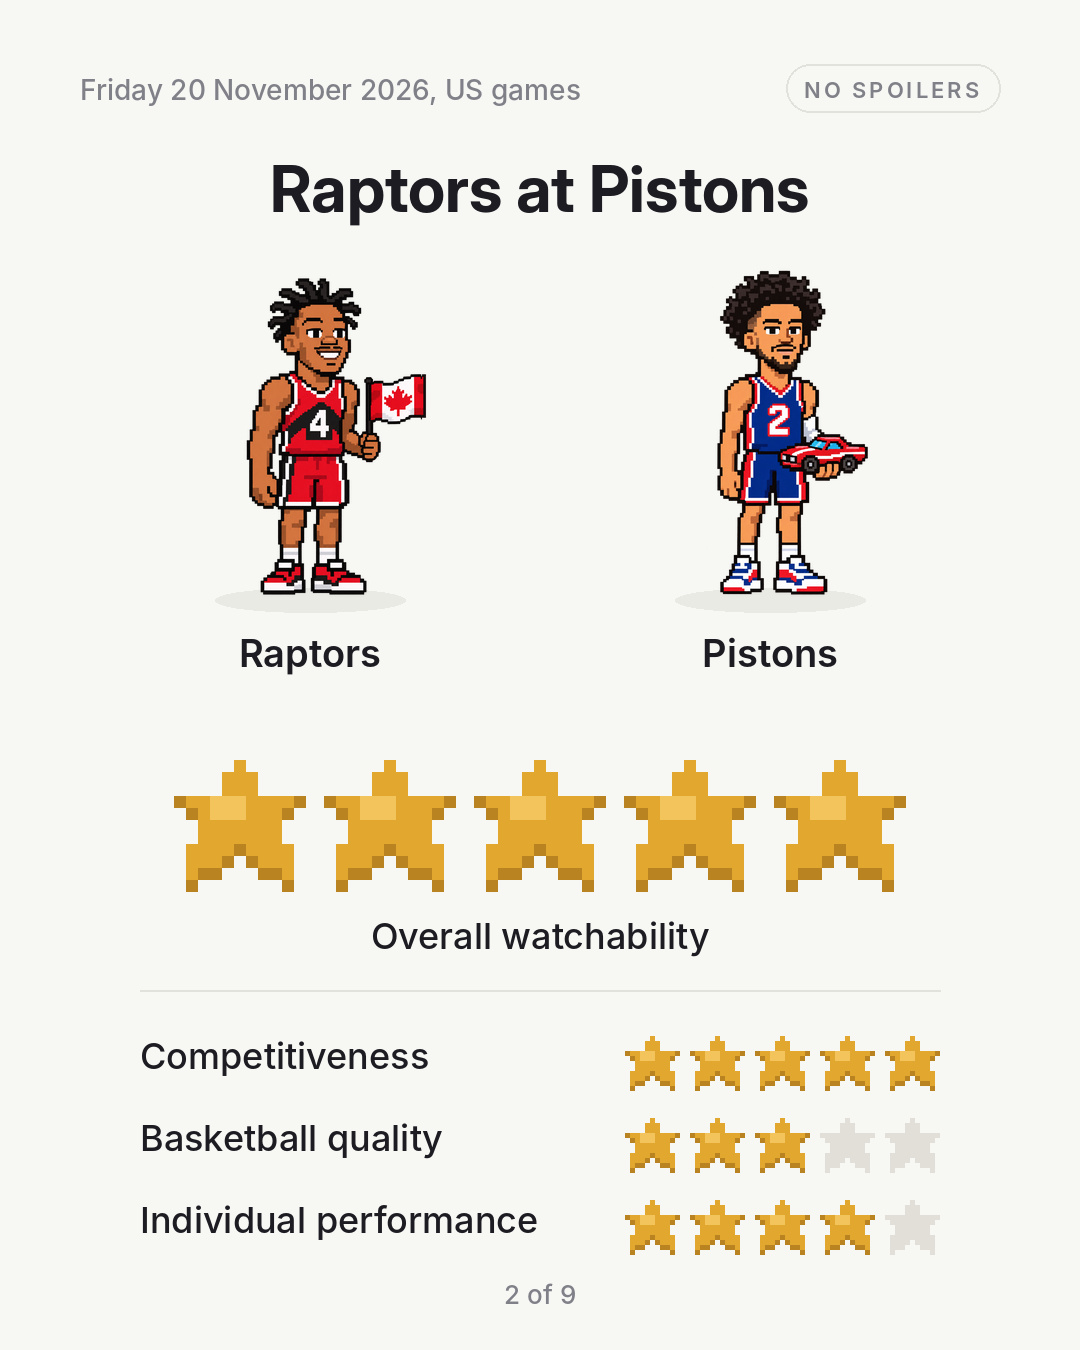 Friday 20 November 2026, US games
NO SPOILERS
Raptors at Pistons
4
2
Raptors
Pistons
Overall watchability
Competitiveness
Basketball quality
Individual performance
2 of 9